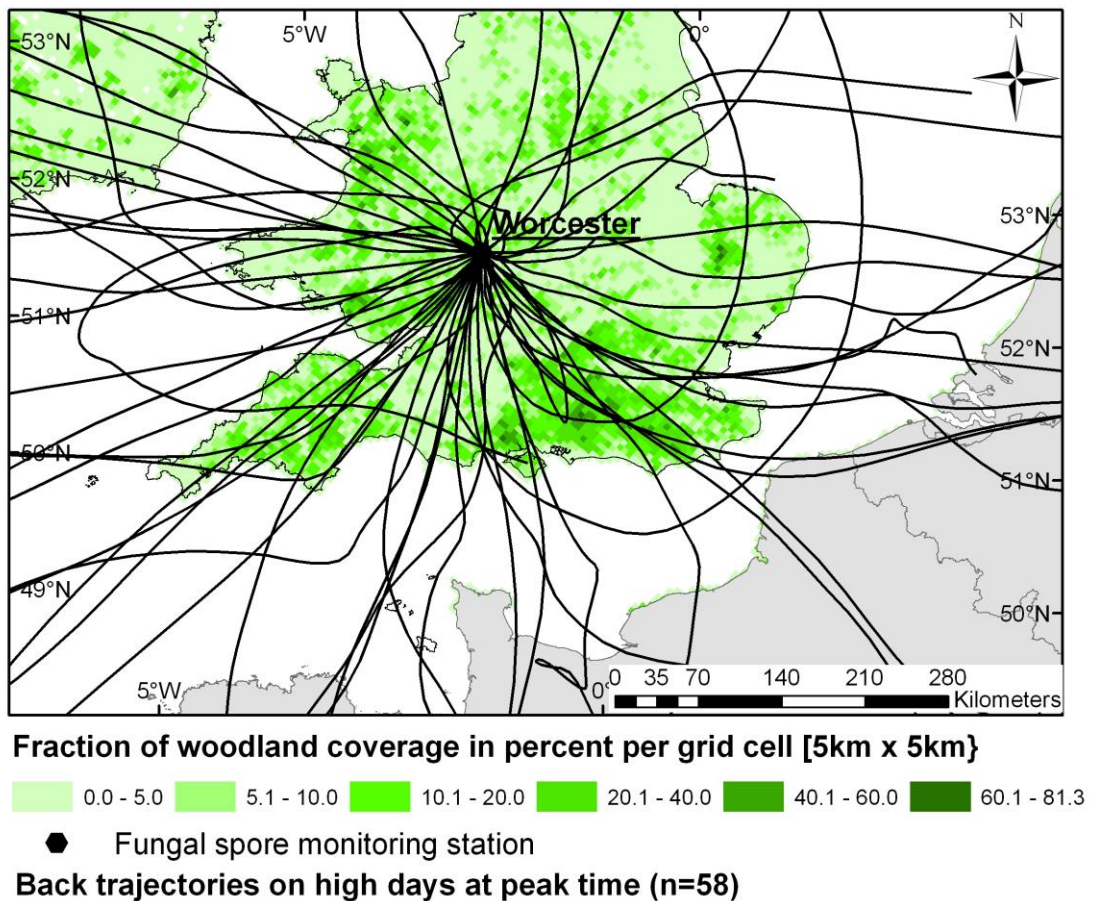 53°N 5°W 0° N
52°N
Worcester
53°N
51°N
52°N
50°N
51°N
49°N
50°N
5°W 0°
0 35 70 140 210 280
Kilometers
Fraction of woodland coverage in percent per grid cell [5km x 5km}
0.0 - 5.0 5.1 - 10.0 10.1 - 20.0 20.1 - 40.0 40.1 - 60.0 60.1 - 81.3
Fungal spore monitoring station
Back trajectories on high days at peak time (n=58)